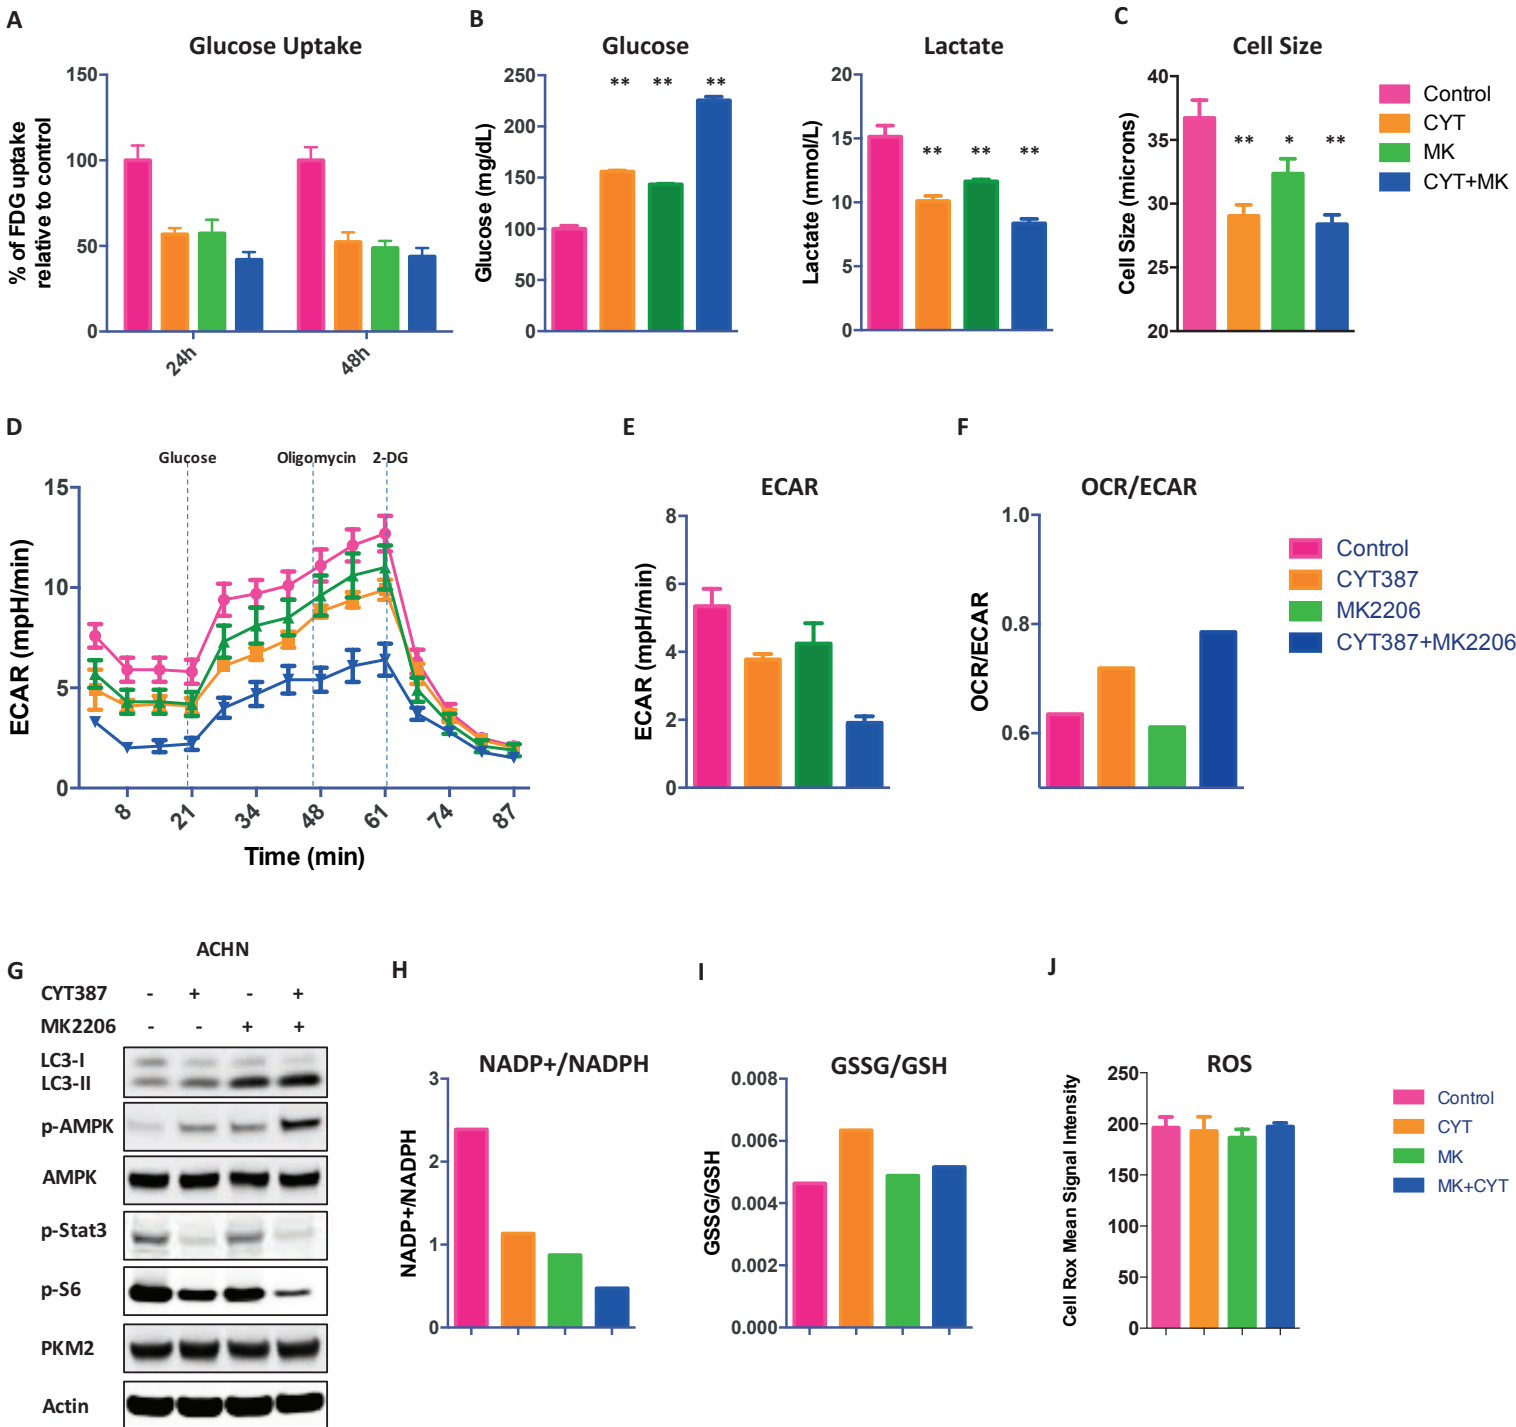 A
Glucose Uptake
% of FDG uptake
relative to control
150
100
50
0
24h
48h
B
Glucose
Glucose (mg/dL)
250
200
150
100
50
0
** ** **
Lactate
Lactate (mmol/L)
20
15
10
5
0
** ** **
C
Cell Size
Cell Size (microns)
40
35
30
25
20
** * **
Control
CYT
MK
CYT+MK
D
Glucose Oligomycin 2-DG
ECAR (mpH/min)
15
10
5
0
8 21 34 48 61 74 87
Time (min)
E
ECAR
ECAR (mpH/min)
8
6
4
2
0
F
OCR/ECAR
OCR/ECAR
1.0
0.8
0.6
Control
CYT387
MK2206
CYT387+MK2206
G
ACHN
CYT387 - + - +
MK2206 - - + +
LC3-I
LC3-II
p-AMPK
AMPK
p-Stat3
p-S6
PKM2
Actin
H
NADP+/NADPH
NADP+/NADPH
3
2
1
0
I
GSSG/GSH
GSSG/GSH
0.008
0.006
0.004
0.002
0.000
J
ROS
Cell Rox Mean Signal Intensity
250
200
150
100
50
0
Control
CYT
MK
MK+CYT